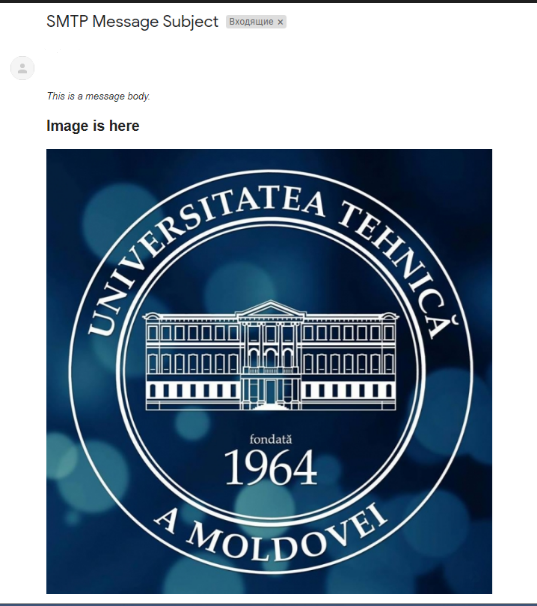 SMTP Message Subject Входящие x
This is a message body.
Image is here
UNIVERSITATEA TEHNICĂ
fondată
1964
A MOLDOVEI